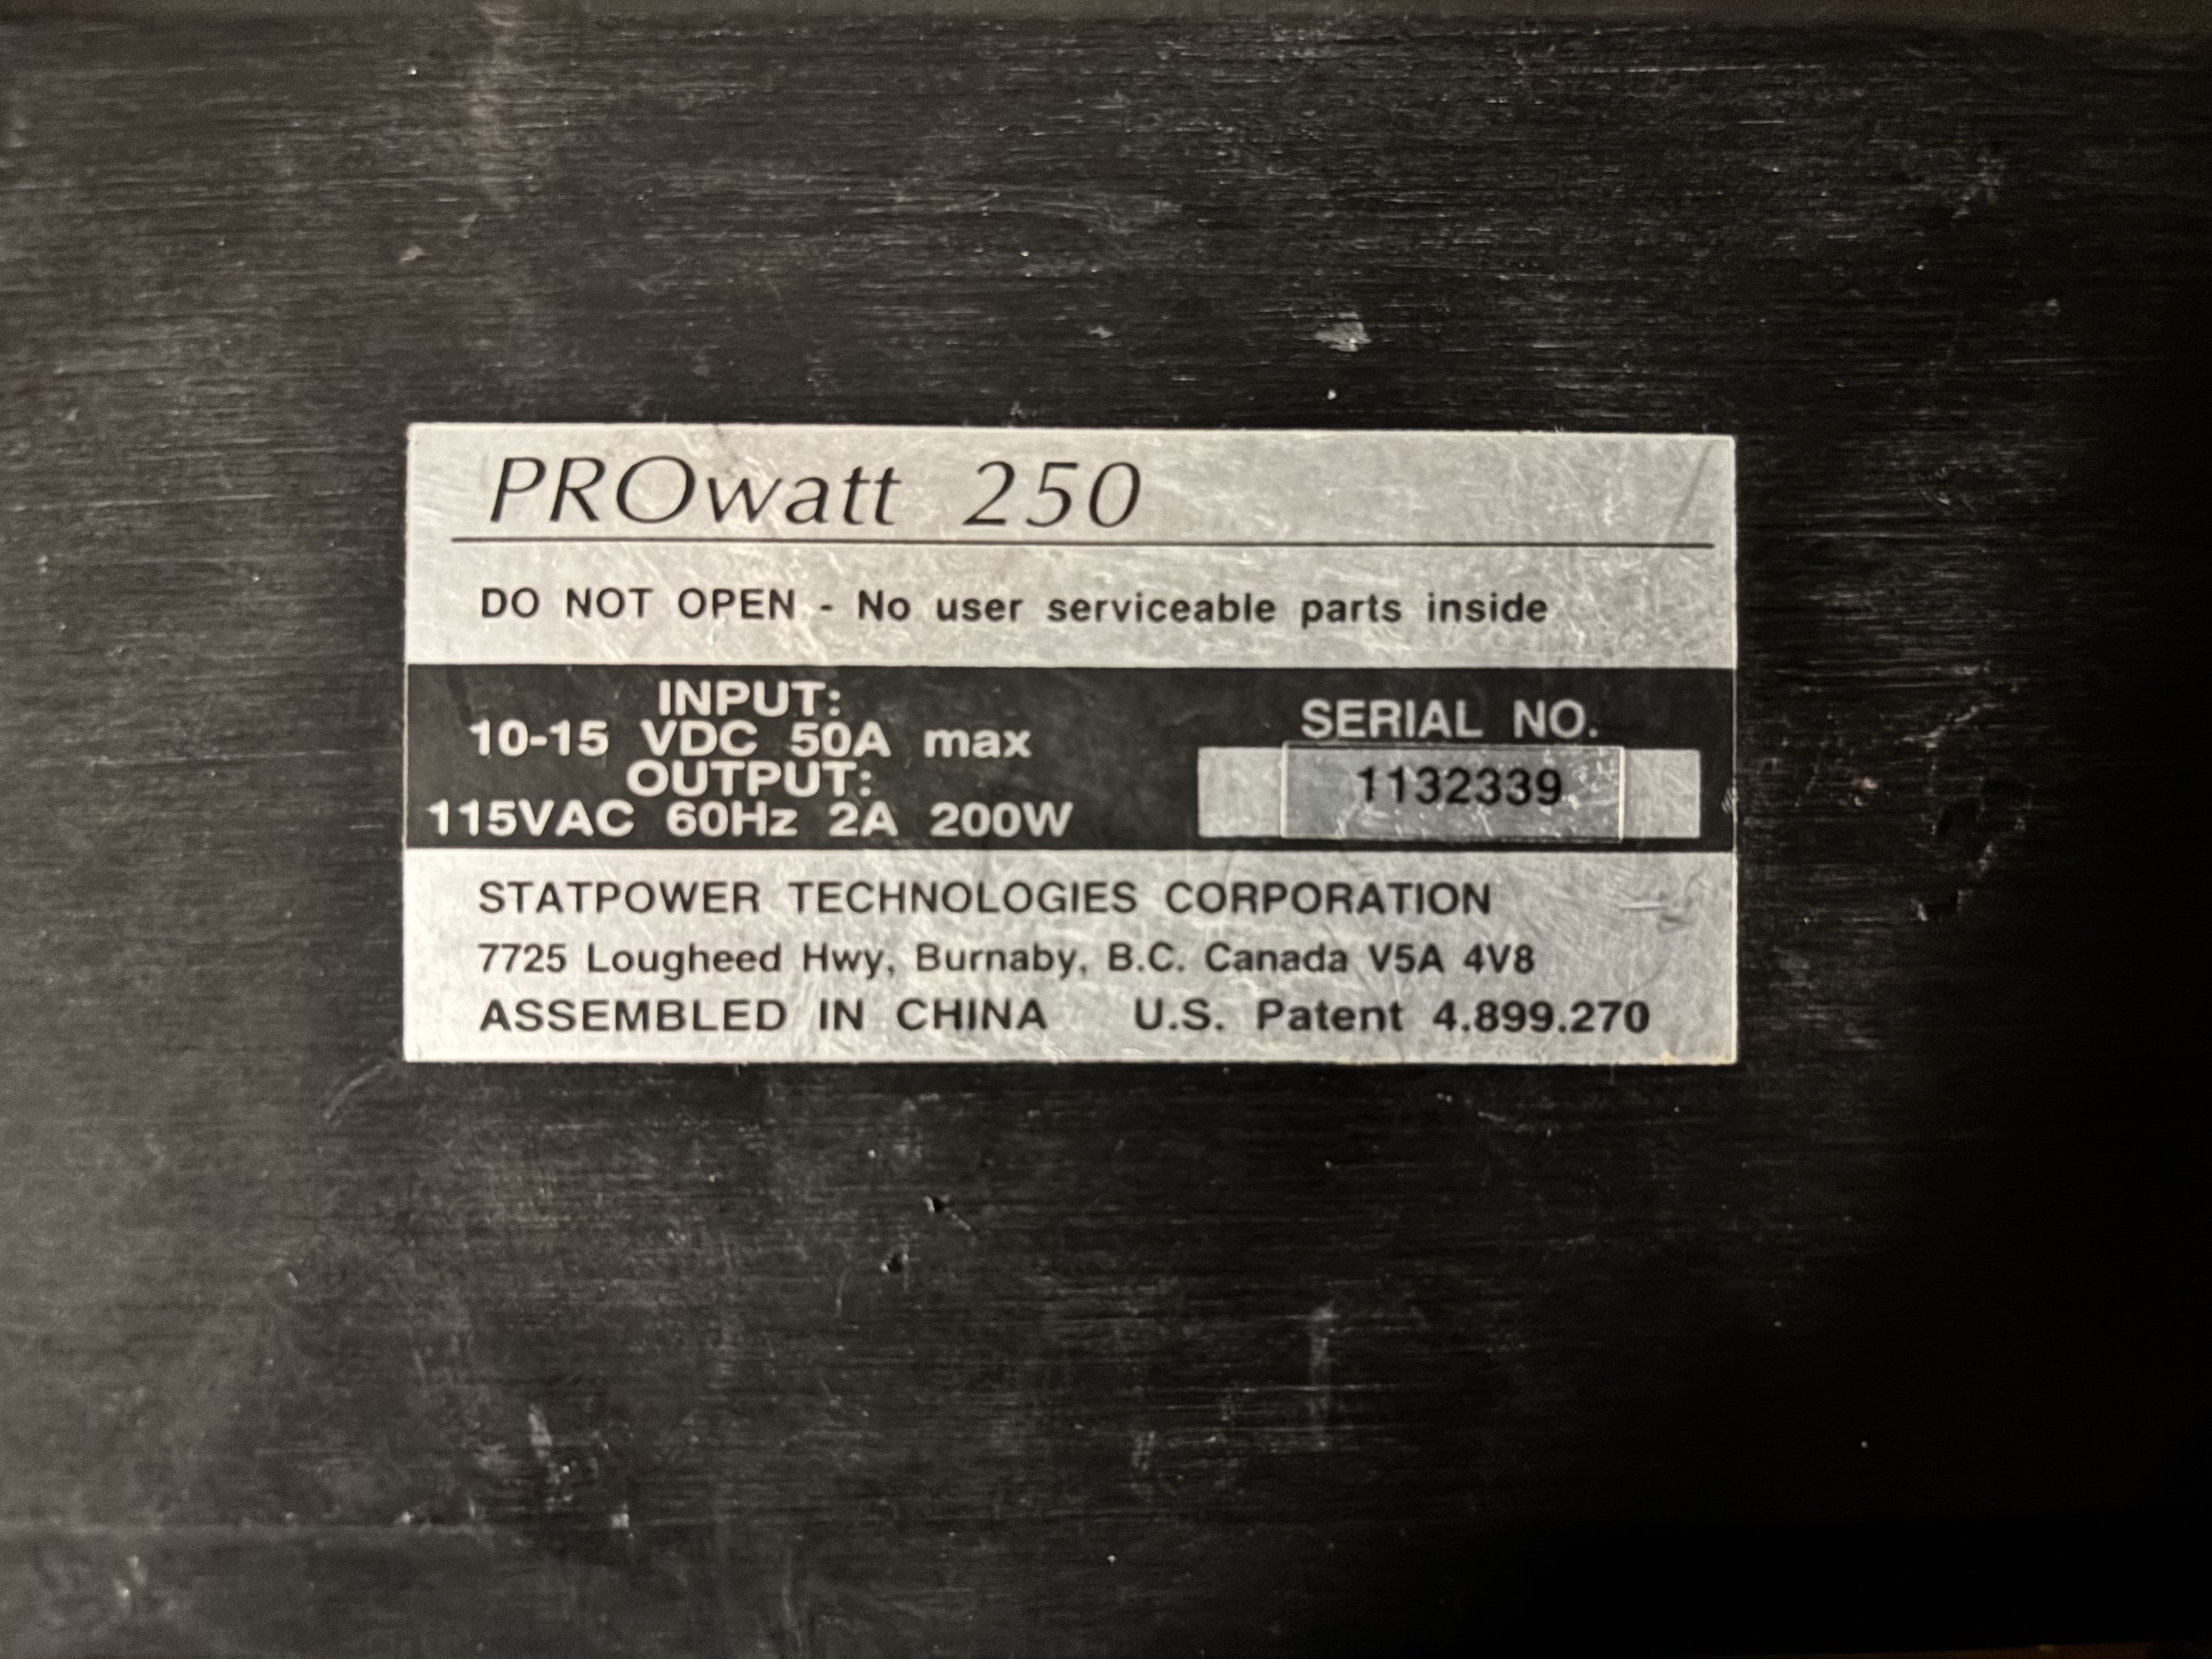 PROwatt 250
DO NOT OPEN - No user serviceable parts inside
INPUT:
10-15 VDC 50A max
OUTPUT:
115VAC 60Hz 2A 200W
SERIAL NO.
1132339
STATPOWER TECHNOLOGIES CORPORATION
7725 Lougheed Hwy, Burnaby, B.C. Canada V5A 4V8
ASSEMBLED IN CHINA U.S. Patent 4.899.270